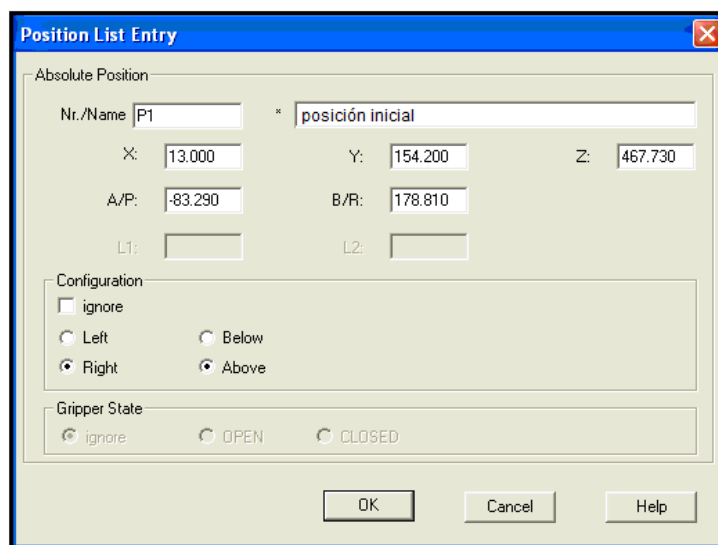 Position List Entry
Absolute Position
Nr./Name P1 * posición inicial
X: 13.000 Y: 154.200 Z: 467.730
A/P: -83.290 B/R: 178.810
L1: L2:
Configuration
ignore
Left Below
Right Above
Gripper State
ignore OPEN CLOSED
OK Cancel Help